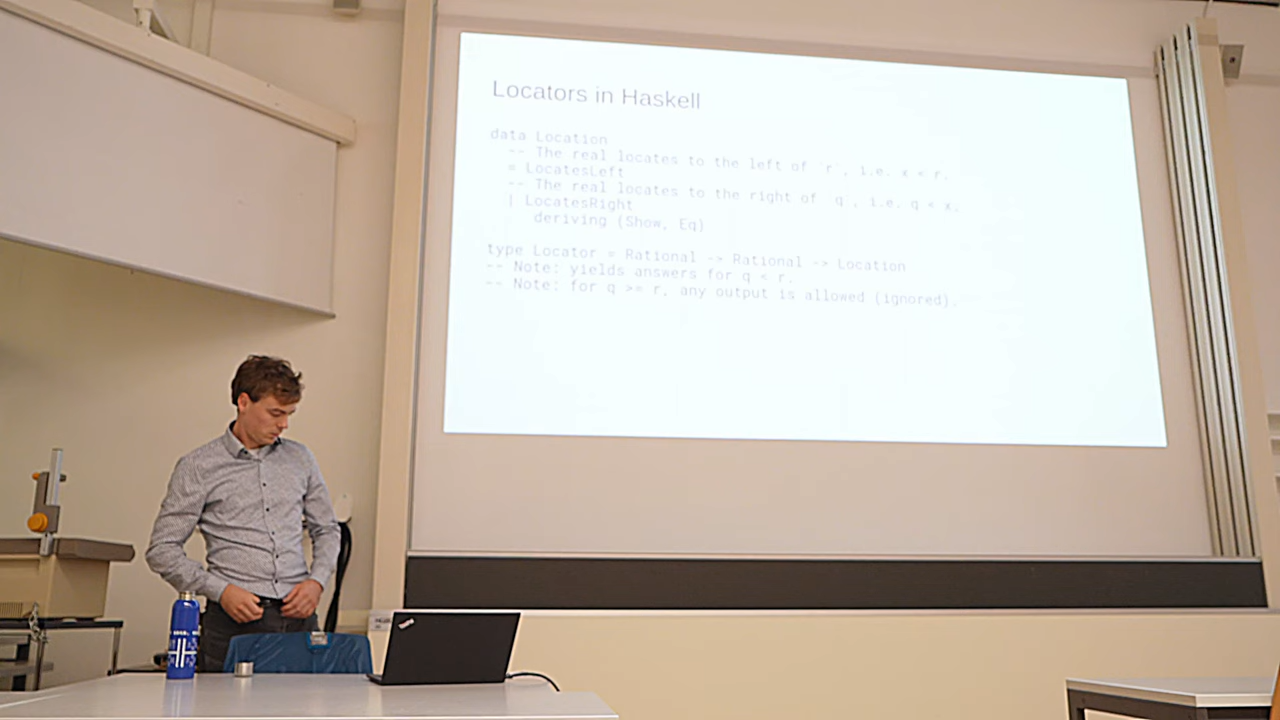 Locators in Haskell
data Location
-- The real locates to the left of `r`, i.e. x < r.
= LocatesLeft
-- The real locates to the right of `q`, i.e. q < x.
| LocatesRight
deriving (Show, Eq)
type Locator = Rational -> Rational -> Location
-- Note: yields answers for q < r.
-- Note: for q >= r, any output is allowed (ignored).
ThinkPad